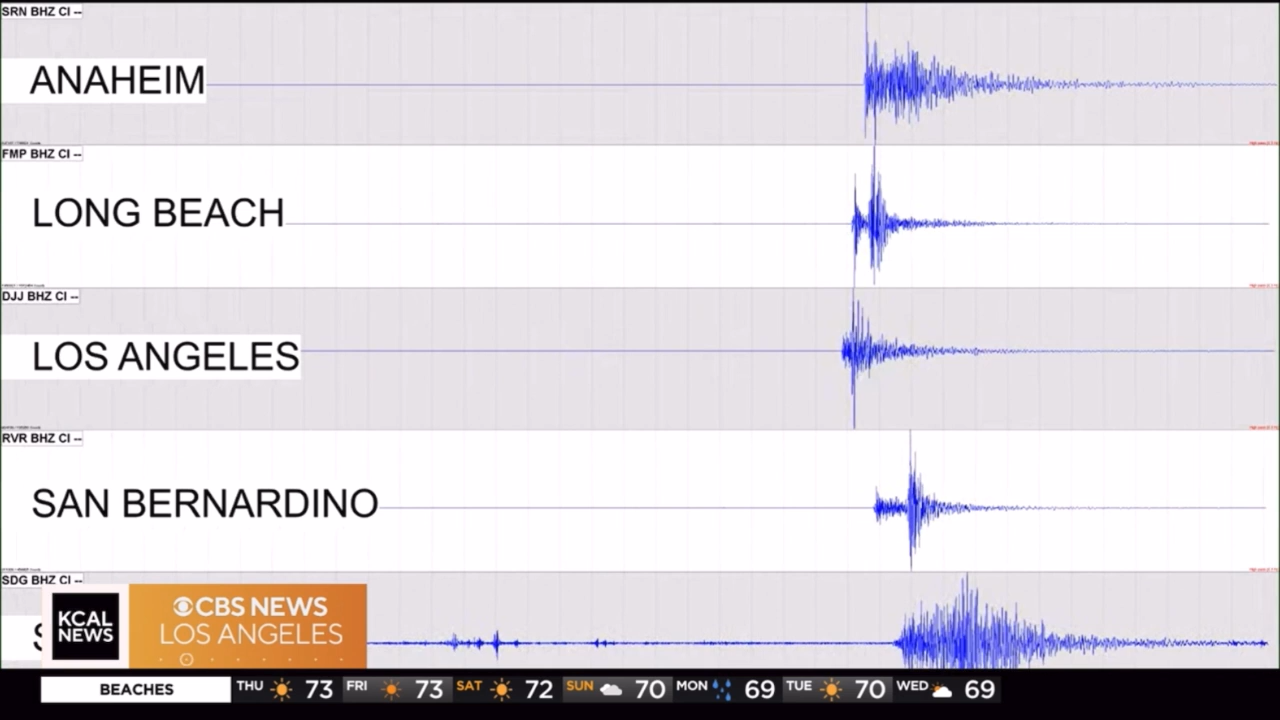 SRN BHZ CI --
ANAHEIM
FMP BHZ CI --
LONG BEACH
DJJ BHZ CI --
LOS ANGELES
RVR BHZ CI --
SAN BERNARDINO
SDG BHZ CI --
S
KCAL
NEWS
CBS NEWS
LOS ANGELES
BEACHES THU 73 FRI 73 SAT 72 SUN 70 MON 69 TUE 70 WED 69